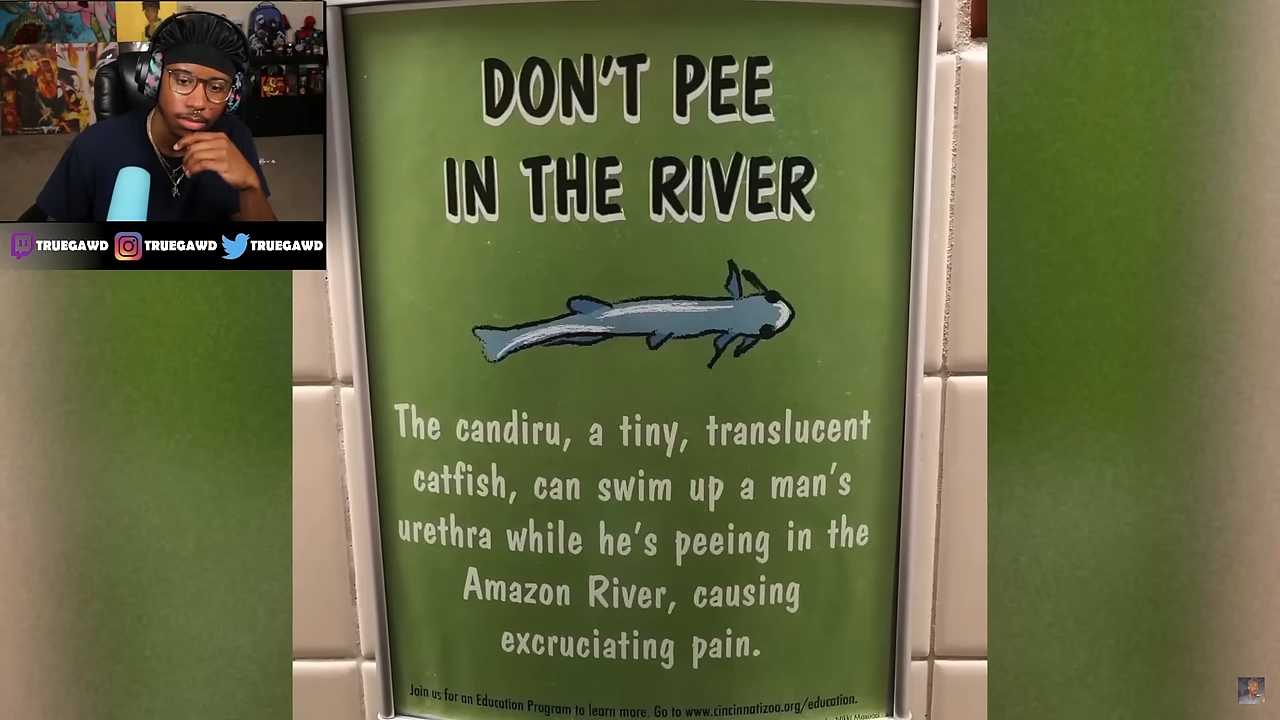 TRUEGAWD TRUEGAWD TRUEGAWD
DON'T PEE
IN THE RIVER
The candiru, a tiny, translucent
catfish, can swim up a man's
urethra while he's peeing in the
Amazon River, causing
excruciating pain.
Join us for an Education Program to learn more. Go to www.cincinnatizoo.org/education.